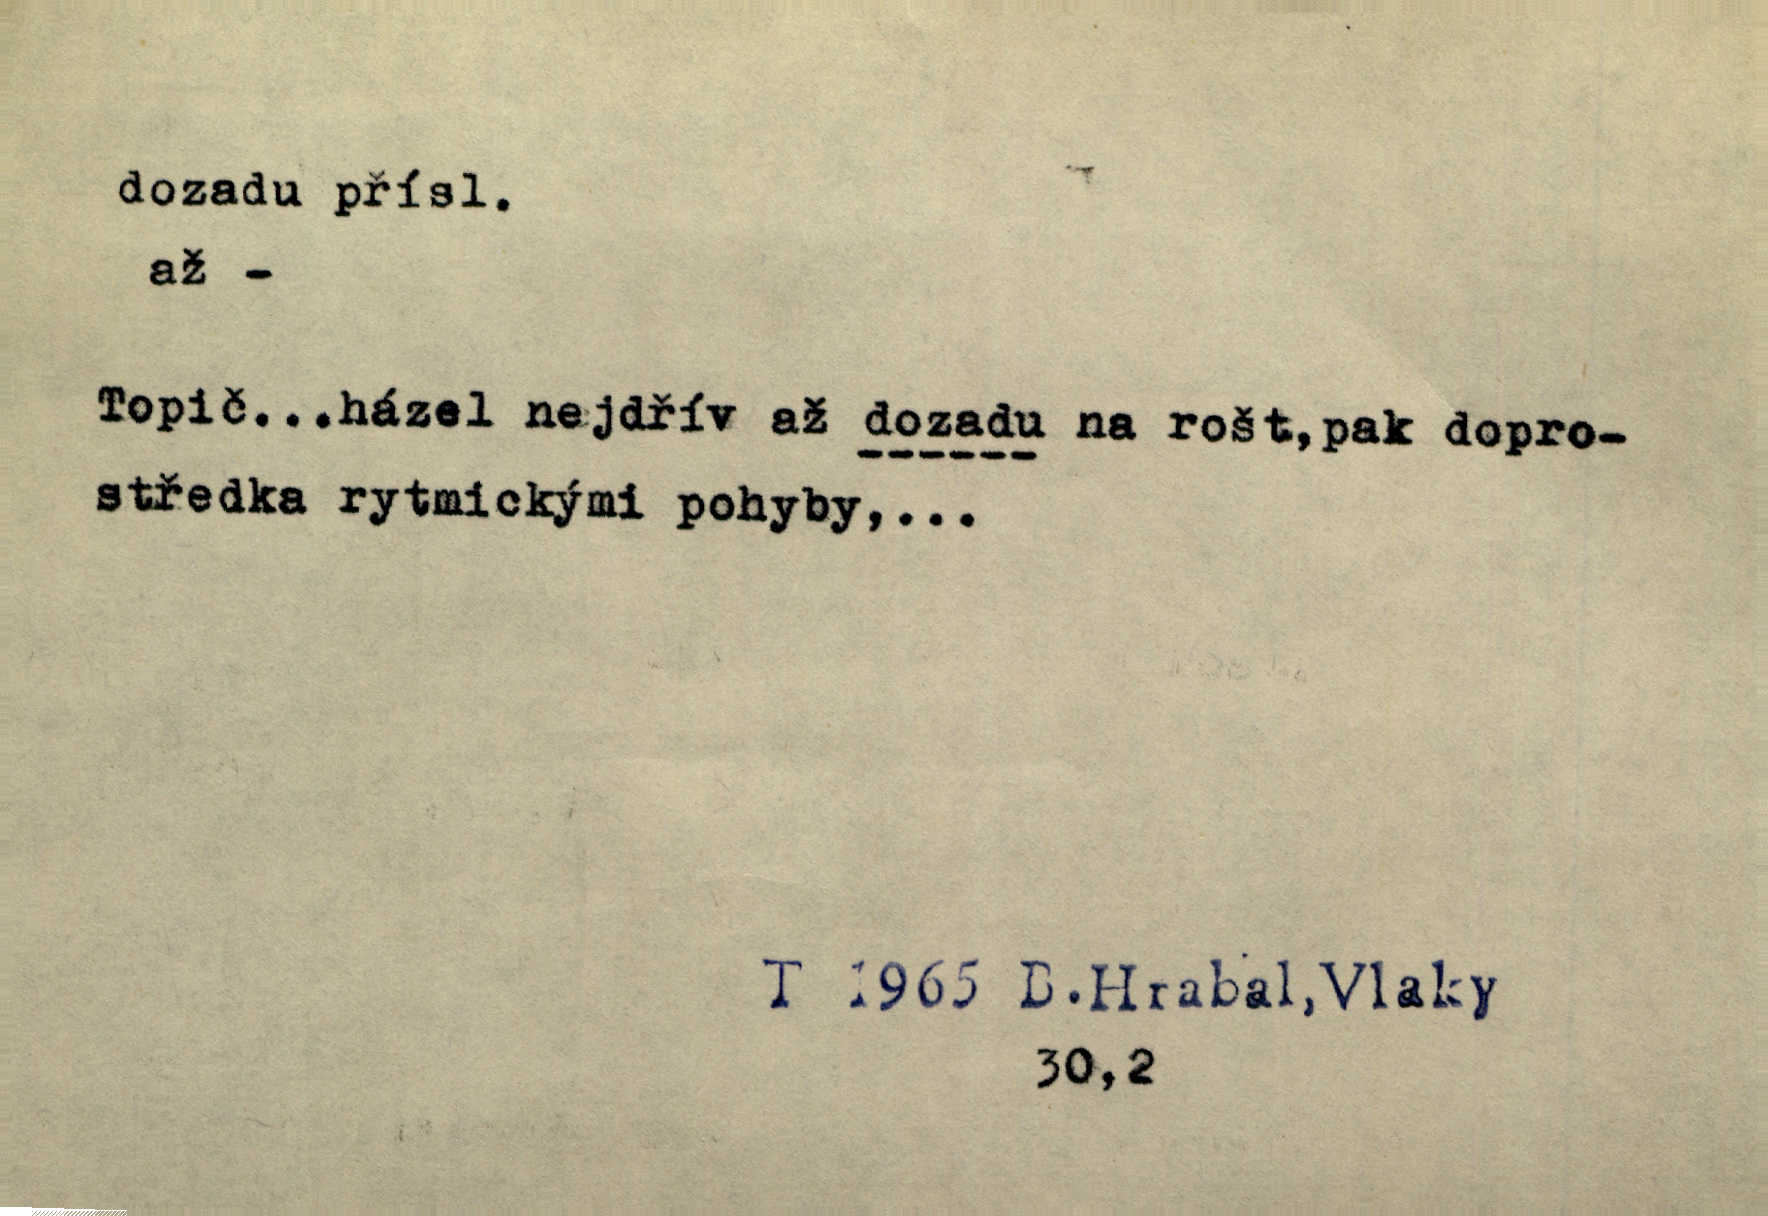 dozadu přísl.
až -
Topič...házel nejdřív až dozadu na rošt,pak dopro-
středka rytmickými pohyby,...
T 1965 B.Hrabal,Vlaky
30,2